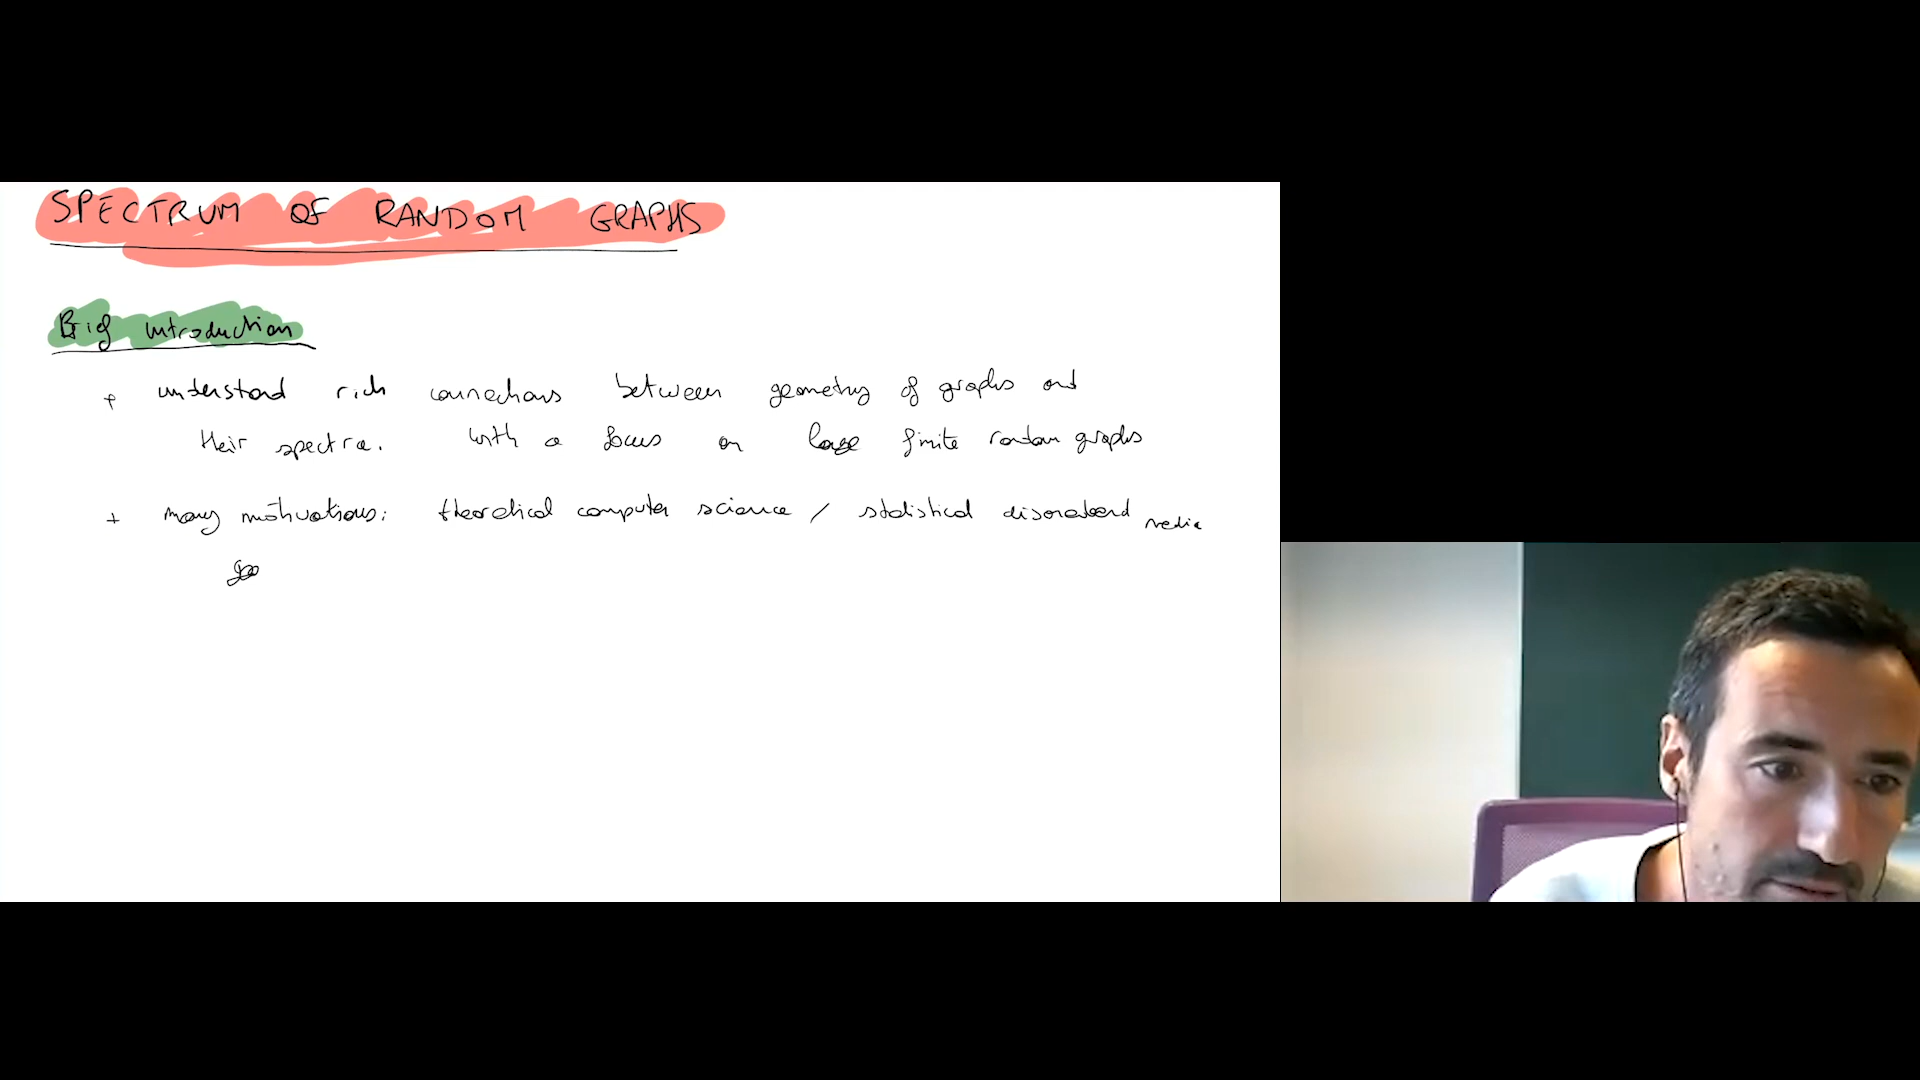 SPECTRUM OF RANDOM GRAPHS
Brief introduction
+ understand rich connections between geometry of graphs and
their spectra. with a focus on large finite random graphs
+ many motivations: theoretical computer science / statistical disordered media